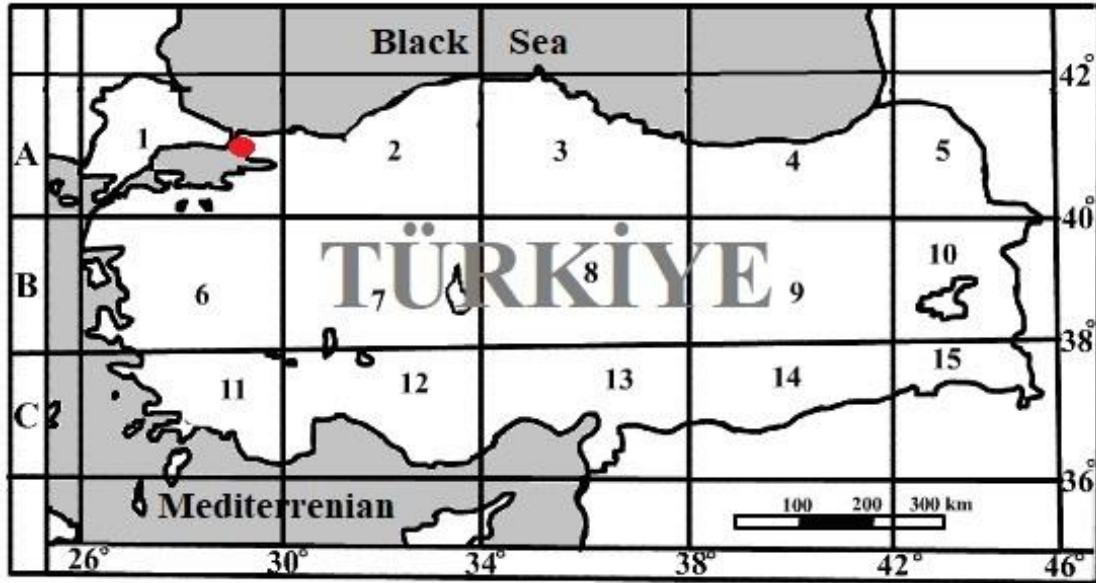 Black Sea
42°
A 1 2 3 4 5
40°
TÜRKİYE
B 6 7 8 9 10
38°
11 12 13 14 15
C
36°
Mediterrenian
100 200 300 km
26° 30° 34° 38° 42° 46°